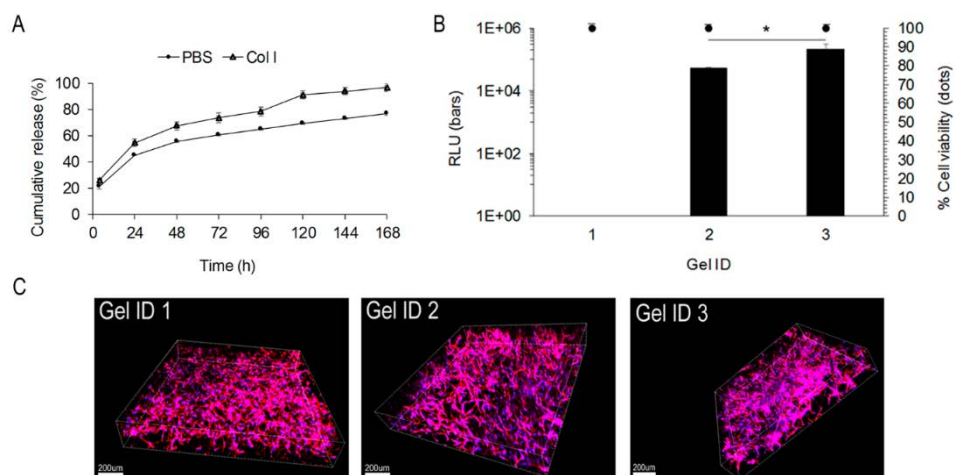 A
PBS Col I
Cumulative release (%)
100
80
60
40
20
0
0 24 48 72 96 120 144 168
Time (h)
B
RLU (bars)
1E+06
1E+04
1E+02
1E+00
*
100
90
80
70
60
50
40
30
20
10
0
% Cell viability (dots)
1 2 3
Gel ID
C
Gel ID 1
200um
Gel ID 2
200um
Gel ID 3
200um